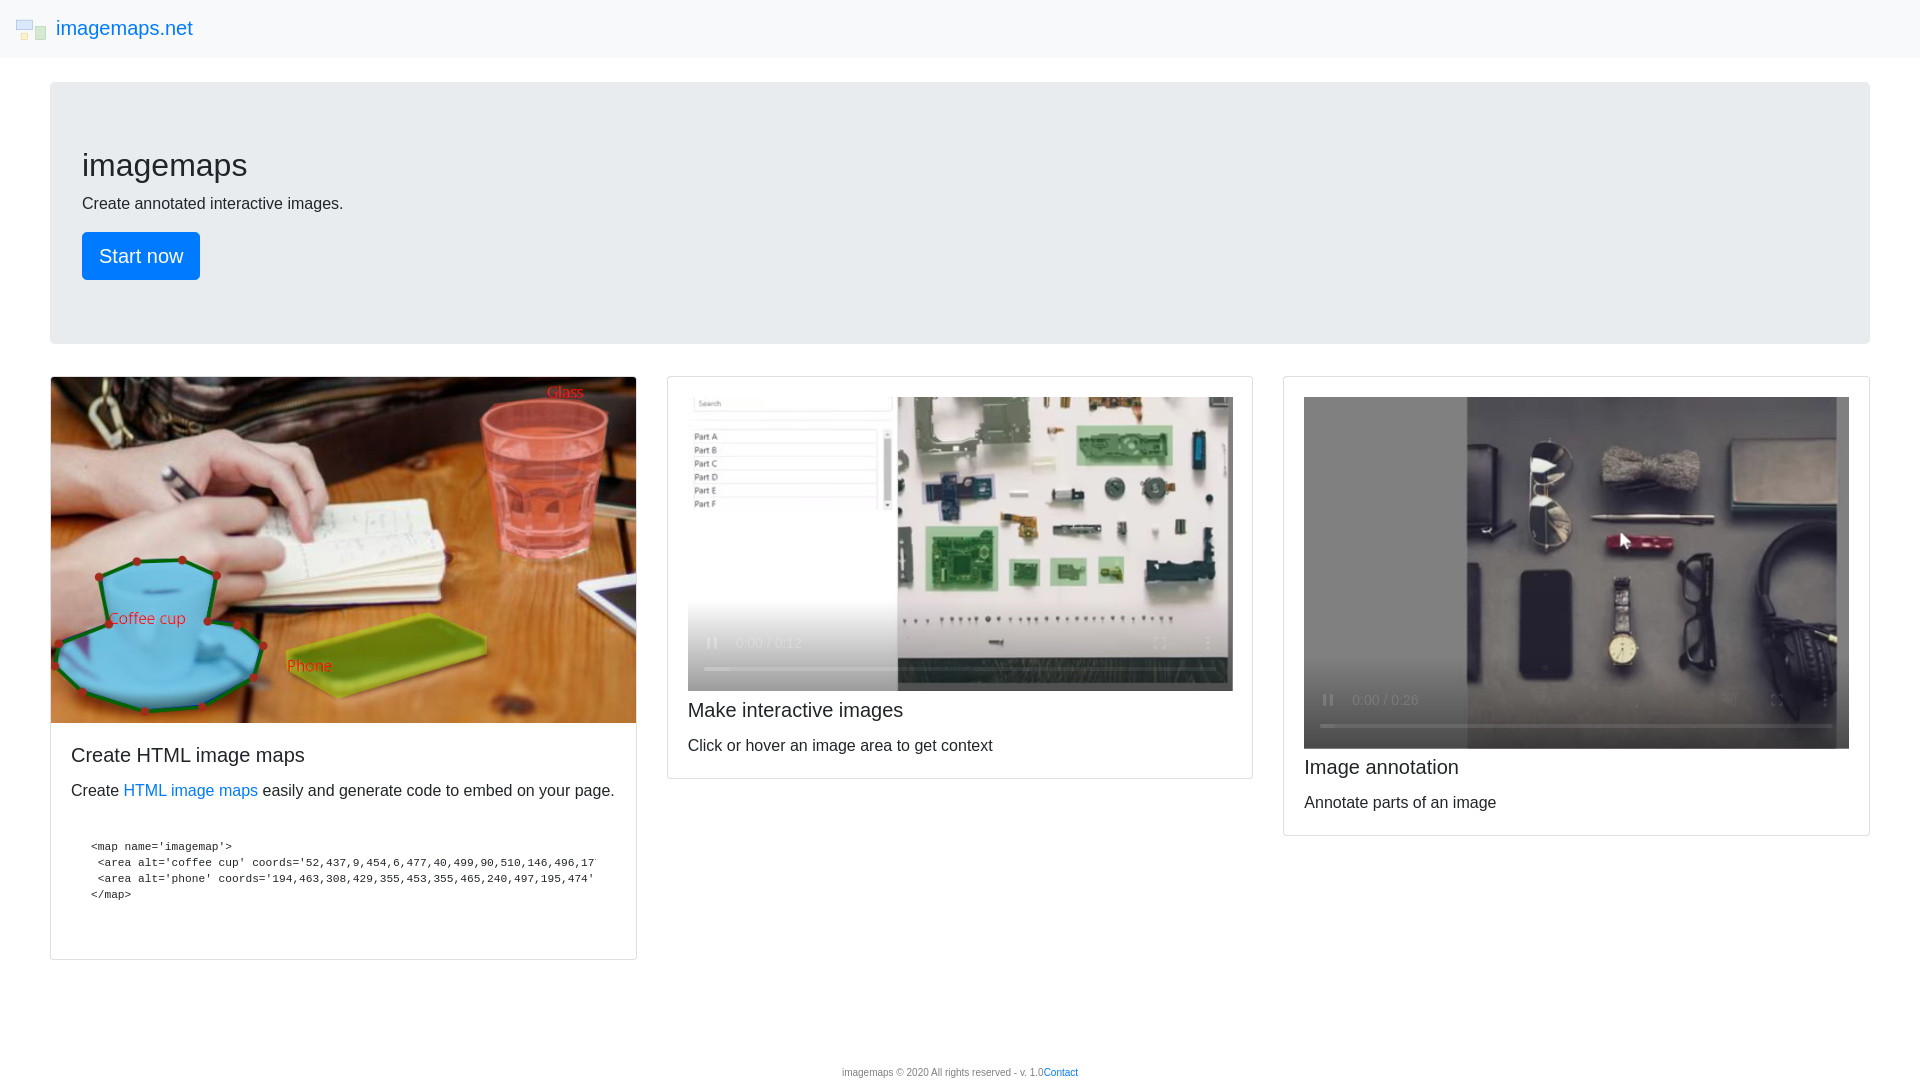 imagemaps.net
imagemaps
Create annotated interactive images.
Start now
Glass
Coffee cup
Phone
Create HTML image maps
Create HTML image maps easily and generate code to embed on your page.
<map name='imagemap'>
<area alt='coffee cup' coords='52,437,9,454,6,477,40,499,90,510,146,496,17
<area alt='phone' coords='194,463,308,429,355,453,355,465,240,497,195,474'
</map>
Search
Part A
Part B
Part C
Part D
Part E
Part F
0:00 / 0:12
Make interactive images
Click or hover an image area to get context
0:00 / 0:26
Image annotation
Annotate parts of an image
imagemaps © 2020 All rights reserved - v. 1.0Contact